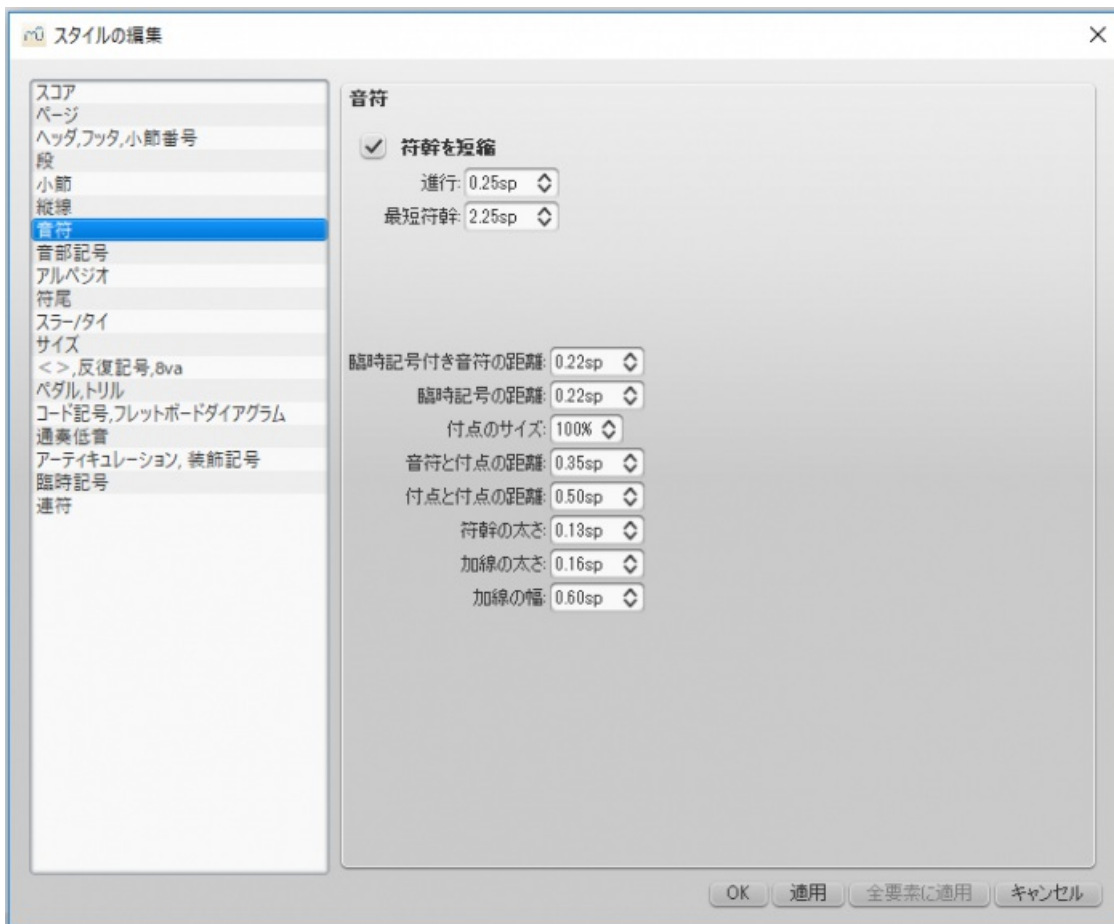 スタイルの編集
スコア
ページ
ヘッダ,フッタ,小節番号
段
小節
縦線
音符
音部記号
アルペジオ
符尾
スラー/タイ
サイズ
<>,反復記号,8va
ペダル,トリル
コード記号,フレットボードダイアグラム
通奏低音
アーティキュレーション, 装飾記号
臨時記号
連符
音符
符幹を短縮
進行: 0.25sp
最短符幹: 2.25sp
臨時記号付き音符の距離: 0.22sp
臨時記号の距離: 0.22sp
付点のサイズ: 100%
音符と付点の距離: 0.35sp
付点と付点の距離: 0.50sp
符幹の太さ: 0.13sp
加線の太さ: 0.16sp
加線の幅: 0.60sp
OK 適用 全要素に適用 キャンセル